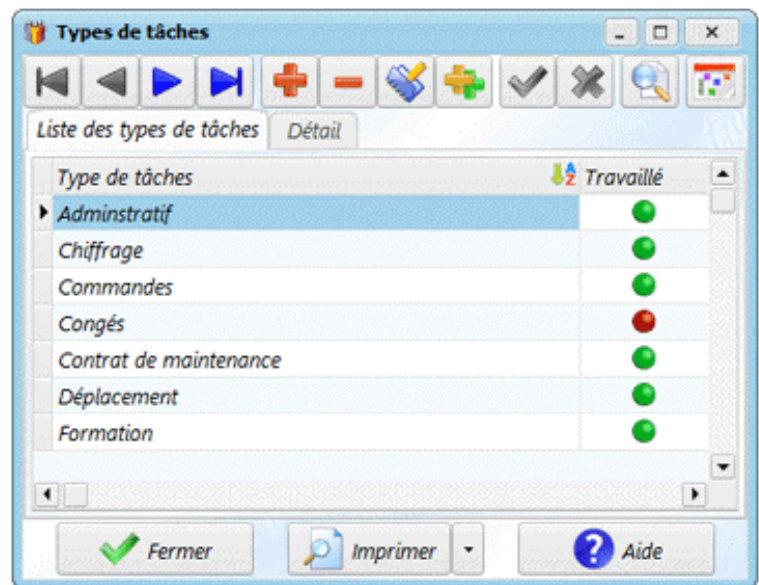 Types de tâches
Liste des types de tâches Détail
Type de tâches AZ Travaillé
Adminstratif
Chiffrage
Commandes
Congés
Contrat de maintenance
Déplacement
Formation
Fermer Imprimer ? Aide